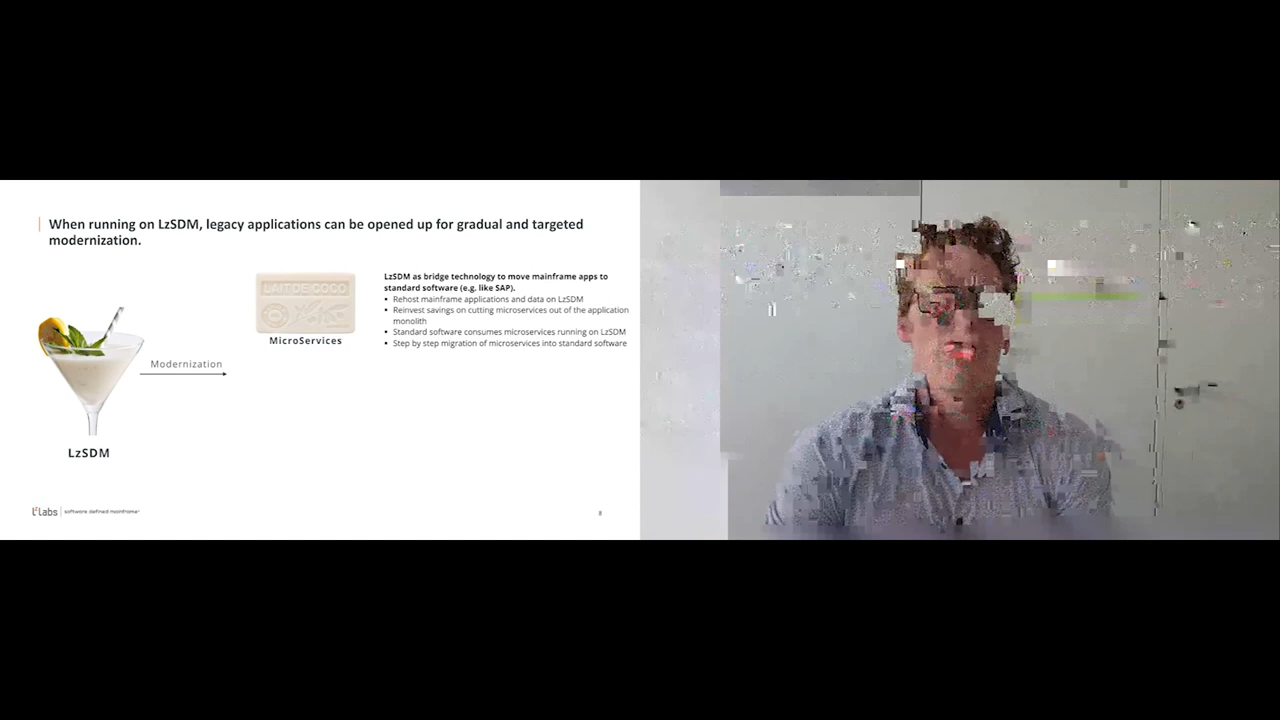 When running on LzSDM, legacy applications can be opened up for gradual and targeted
modernization.
LAIT DE COCO
MicroServices
LzSDM as bridge technology to move mainframe apps to
standard software (e.g. like SAP).
▪ Rehost mainframe applications and data on LzSDM
▪ Reinvest savings on cutting microservices out of the application
monolith
▪ Standard software consumes microservices running on LzSDM
▪ Step by step migration of microservices into standard software
Modernization
LzSDM
LzLabs | software defined mainframe®
8